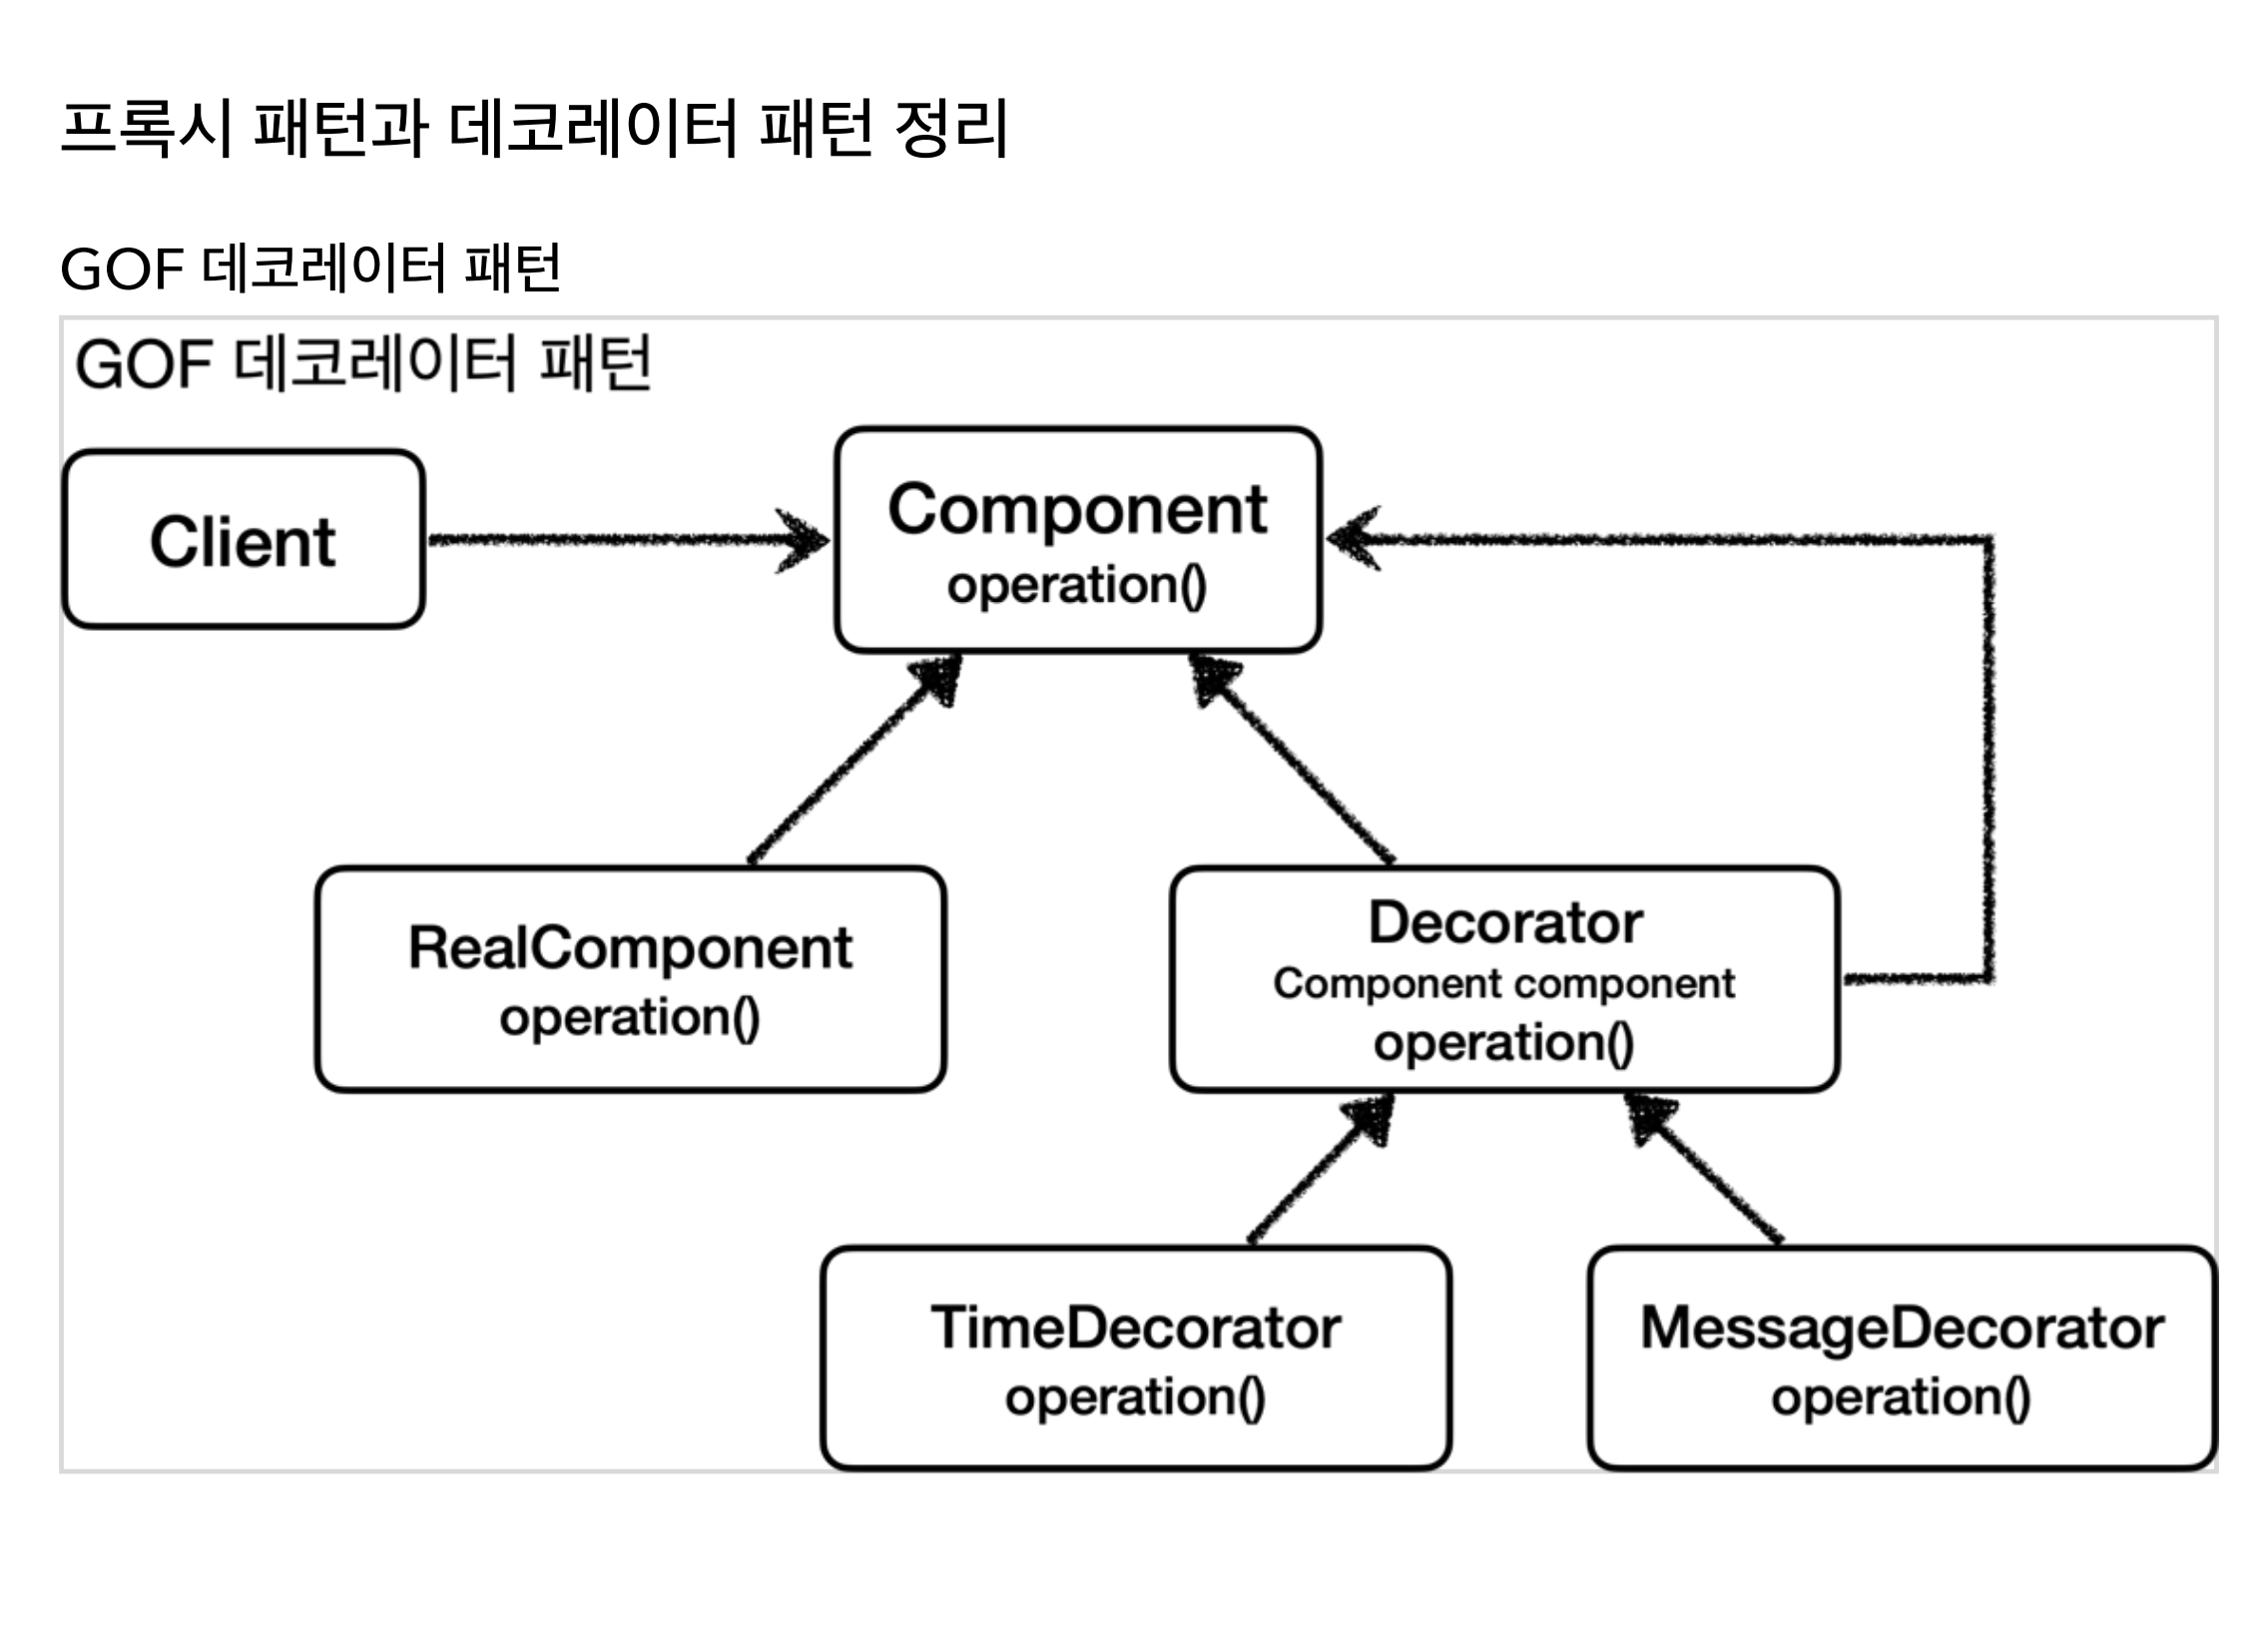 프록시 패턴과 데코레이터 패턴 정리
GOF 데코레이터 패턴
GOF 데코레이터 패턴
Client
Component
operation()
RealComponent
operation()
Decorator
Component component
operation()
TimeDecorator
operation()
MessageDecorator
operation()